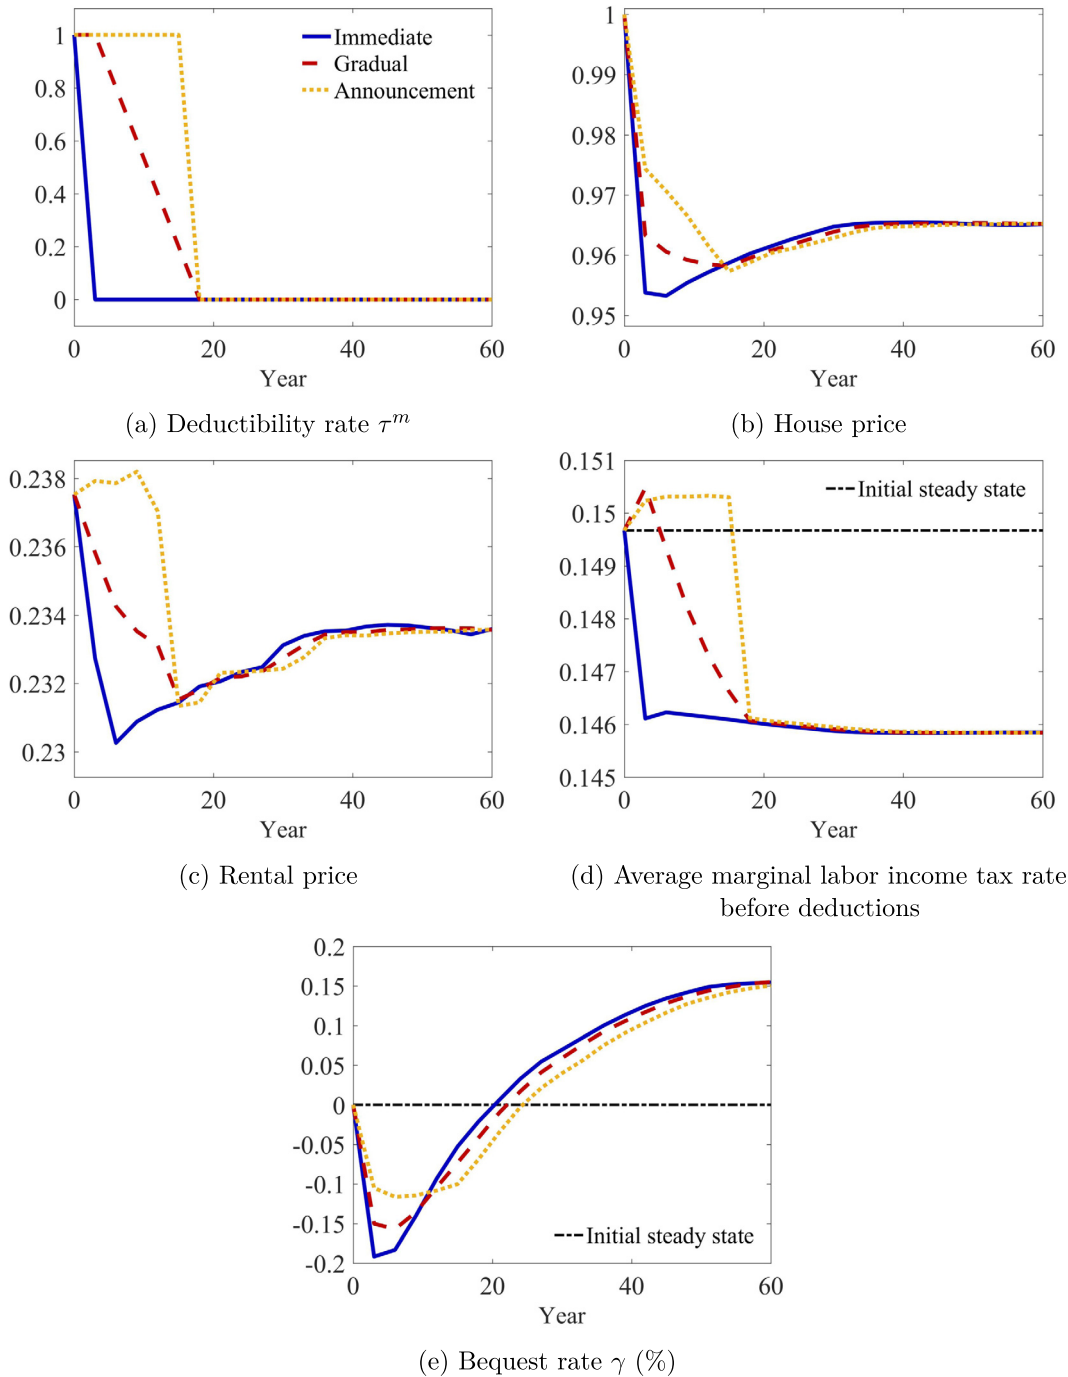 1
0.8
0.6
0.4
0.2
0
0 20 40 60
Year
Immediate
Gradual
Announcement
(a) Deductibility rate τ^m
1
0.99
0.98
0.97
0.96
0.95
0 20 40 60
Year
(b) House price
0.238
0.236
0.234
0.232
0.23
0 20 40 60
Year
(c) Rental price
0.151
0.15
0.149
0.148
0.147
0.146
0.145
0 20 40 60
Year
Initial steady state
(d) Average marginal labor income tax rate
before deductions
0.2
0.15
0.1
0.05
0
-0.05
-0.1
-0.15
-0.2
0 20 40 60
Year
Initial steady state
(e) Bequest rate γ (%)